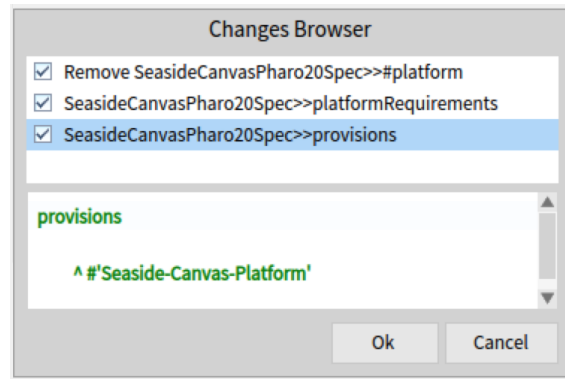 Changes Browser
Remove SeasideCanvasPharo20Spec>>#platform
SeasideCanvasPharo20Spec>>platformRequirements
SeasideCanvasPharo20Spec>>provisions
provisions
^ #'Seaside-Canvas-Platform'
Ok Cancel